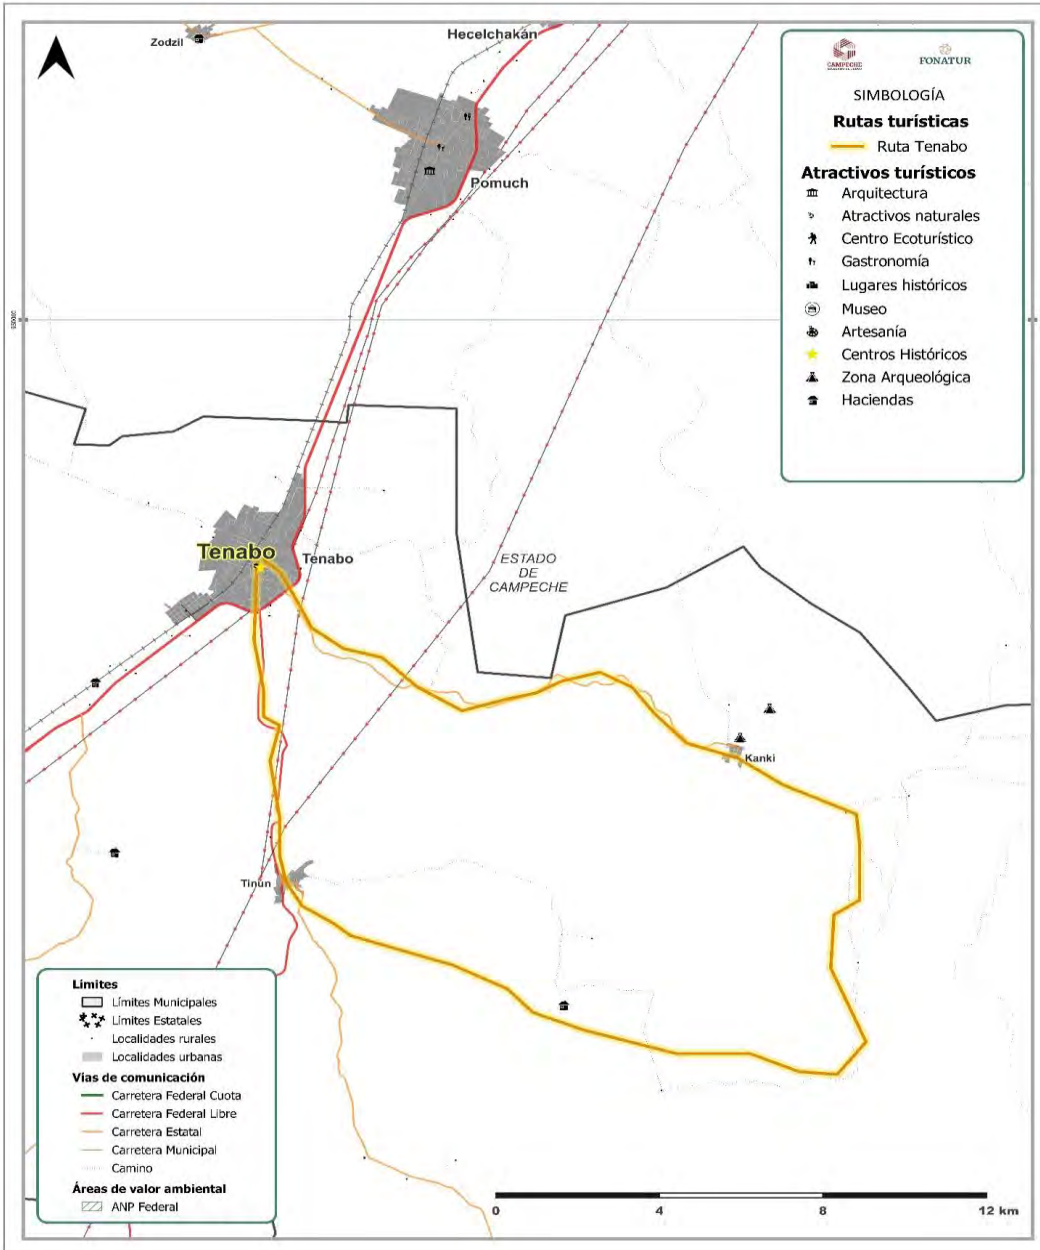 Zodzil
Hecelchakán
Pomuch
CAMPECHE
FONATUR
SIMBOLOGÍA
Rutas turísticas
Ruta Tenabo
Atractivos turísticos
Arquitectura
Atractivos naturales
Centro Ecoturístico
Gastronomía
Lugares históricos
Museo
Artesanía
Centros Históricos
Zona Arqueológica
Haciendas
Tenabo
Tenabo
ESTADO
DE
CAMPECHE
Kanki
Tinun
Limites
Límites Municipales
Límites Estatales
Localidades rurales
Localidades urbanas
Vías de comunicación
Carretera Federal Cuota
Carretera Federal Libre
Carretera Estatal
Carretera Municipal
Camino
Áreas de valor ambiental
ANP Federal
0 4 8 12 km